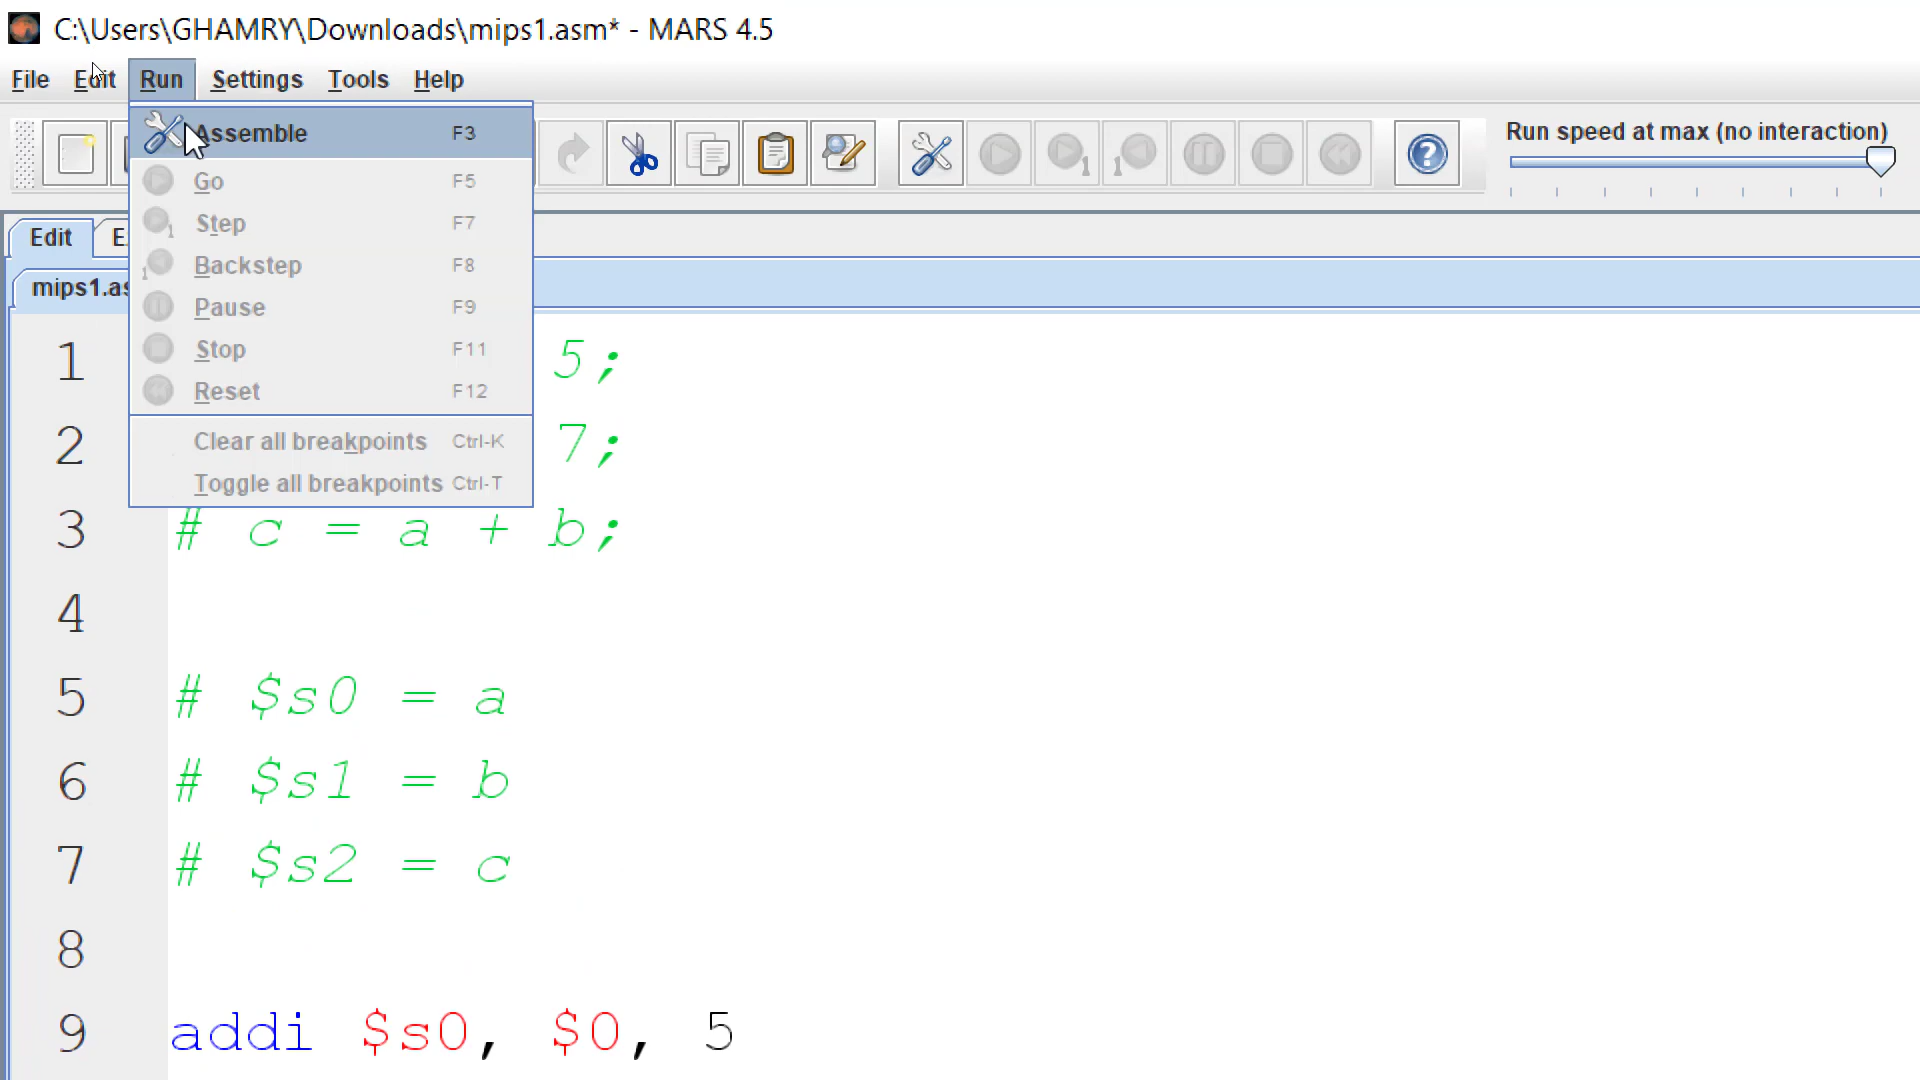 C:\Users\GHAMRY\Downloads\mips1.asm* - MARS 4.5
File Edit Run Settings Tools Help
Assemble F3
Go F5
Step F7
Backstep F8
Pause F9
Stop F11
Reset F12
Clear all breakpoints Ctrl-K
Toggle all breakpoints Ctrl-T
1 1
Run speed at max (no interaction)
Edit
1 5;
2 7;
3 # c = a + b;
4
5 # $s0 = a
6 # $s1 = b
7 # $s2 = c
8
9 addi $s0, $0, 5